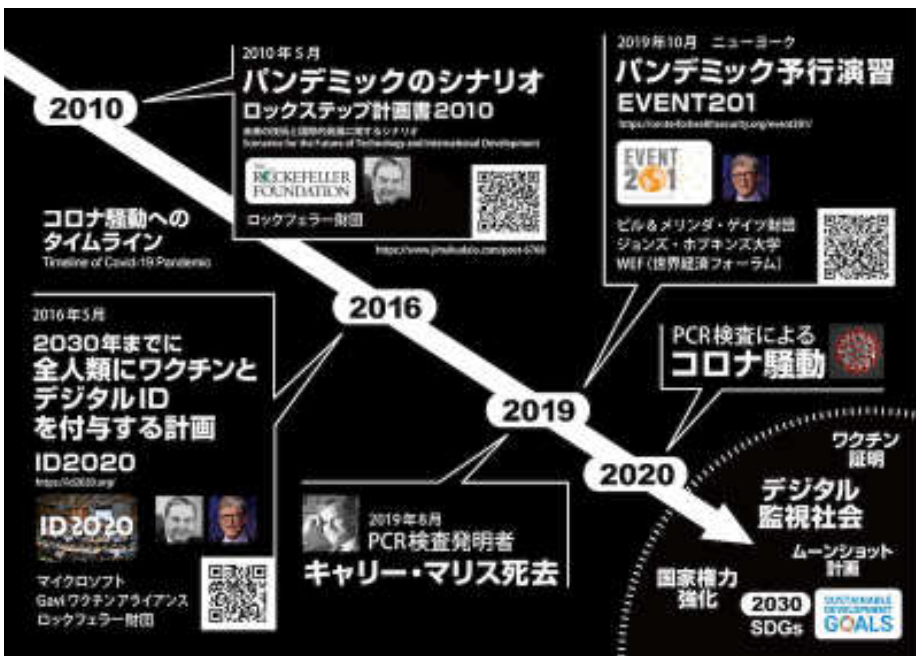 2010
2010年5月
パンデミックのシナリオ
ロックステップ計画書2010
Scenarios for the Future of Technology and International Development
THE
ROCKEFELLER
FOUNDATION
ロックフェラー財団
コロナ騒動への
タイムライン
Timeline of Covid-19 Pandemic
2016
2016年5月
2030年までに
全人類にワクチンと
デジタルID
を付与する計画
ID2020
https://id2020.org/
ID2020
マイクロソフト
Gavi ワクチンアライアンス
ロックフェラー財団
2019年10月 ニューヨーク
パンデミック予行演習
EVENT201
EVENT
201
ビル&メリンダ・ゲイツ財団
ジョンズ・ホプキンズ大学
WEF（世界経済フォーラム）
2019
2019年8月
PCR検査発明者
キャリー・マリス死去
PCR検査による
コロナ騒動
2020
ワクチン
証明
デジタル
監視社会
ムーンショット
計画
国家権力
強化
2030
SDGs
SUSTAINABLE
DEVELOPMENT
GOALS